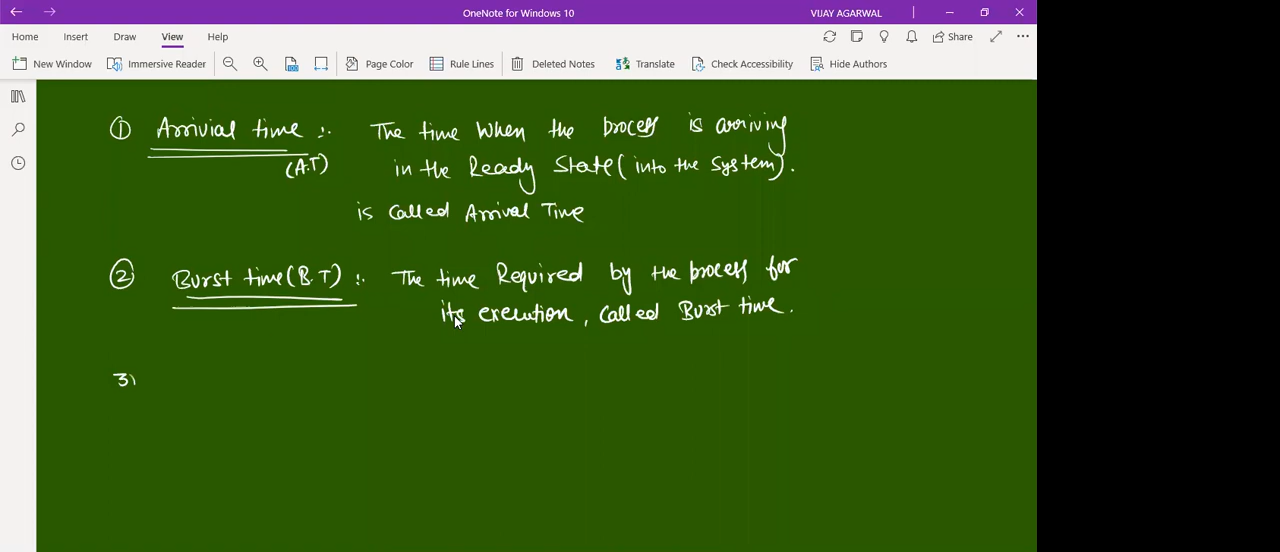 OneNote for Windows 10
VIJAY AGARWAL
Home Insert Draw View Help
Share
New Window Immersive Reader Page Color Rule Lines Deleted Notes Translate Check Accessibility Hide Authors
① Arrivial time :. The time when the process is arriving
(A.T) in the Ready State (into the system).
is called Arrival Time
② Burst time (B.T) :. The time Required by the process for
its execution, called Burst time.
3)